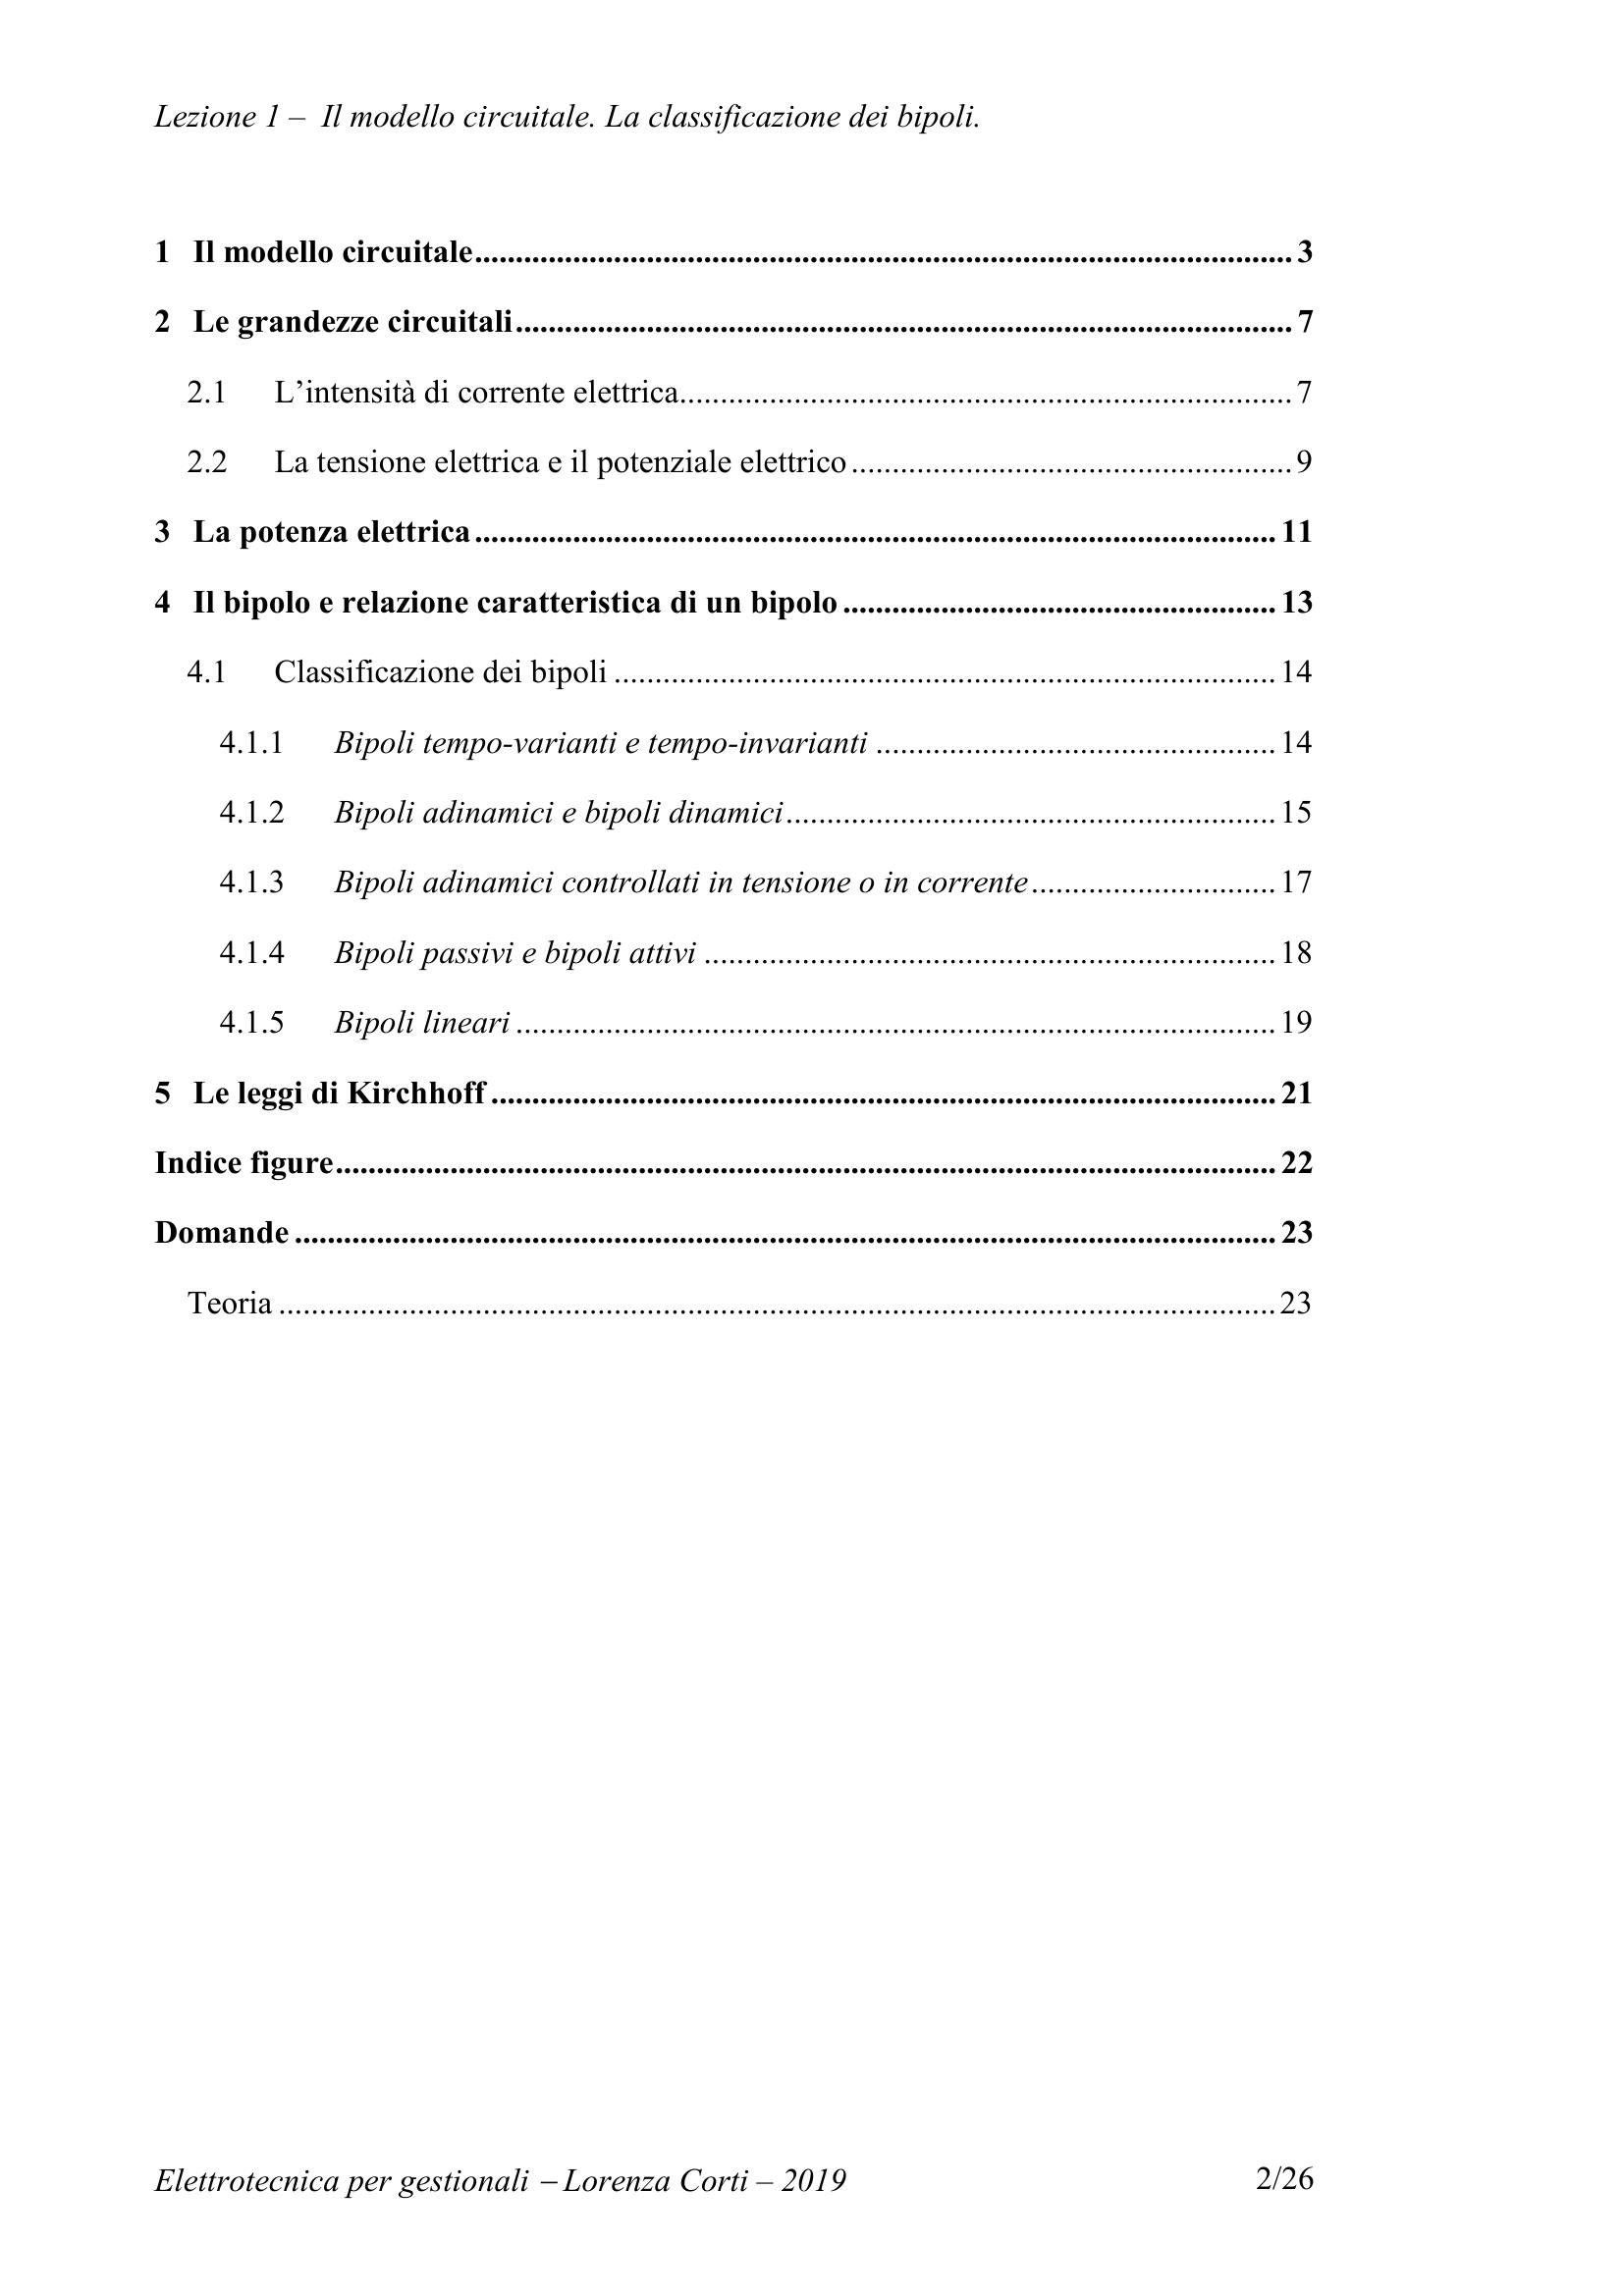 Lezione 1 – Il modello circuitale. La classificazione dei bipoli.
1 Il modello circuitale.................................................................................................... 3
2 Le grandezze circuitali............................................................................................... 7
2.1 L’intensità di corrente elettrica........................................................................... 7
2.2 La tensione elettrica e il potenziale elettrico...................................................... 9
3 La potenza elettrica.................................................................................................. 11
4 Il bipolo e relazione caratteristica di un bipolo..................................................... 13
4.1 Classificazione dei bipoli................................................................................. 14
4.1.1 Bipoli tempo-varianti e tempo-invarianti................................................. 14
4.1.2 Bipoli adinamici e bipoli dinamici............................................................ 15
4.1.3 Bipoli adinamici controllati in tensione o in corrente.............................. 17
4.1.4 Bipoli passivi e bipoli attivi...................................................................... 18
4.1.5 Bipoli lineari............................................................................................. 19
5 Le leggi di Kirchhoff................................................................................................ 21
Indice figure.................................................................................................................. 22
Domande........................................................................................................................ 23
Teoria.......................................................................................................................... 23
Elettrotecnica per gestionali – Lorenza Corti – 2019 2/26